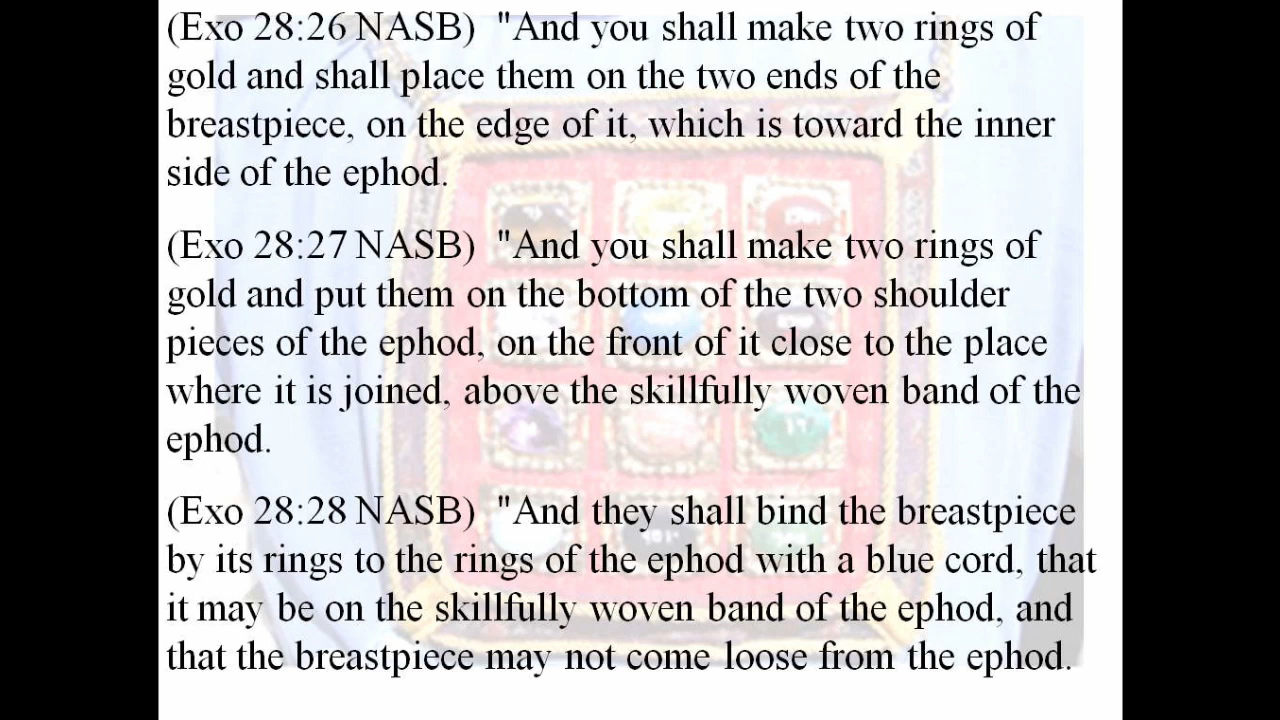 (Exo 28:26 NASB)  "And you shall make two rings of
gold and shall place them on the two ends of the
breastpiece, on the edge of it, which is toward the inner
side of the ephod.
(Exo 28:27 NASB)  "And you shall make two rings of
gold and put them on the bottom of the two shoulder
pieces of the ephod, on the front of it close to the place
where it is joined, above the skillfully woven band of the
ephod.
(Exo 28:28 NASB)  "And they shall bind the breastpiece
by its rings to the rings of the ephod with a blue cord, that
it may be on the skillfully woven band of the ephod, and
that the breastpiece may not come loose from the ephod.